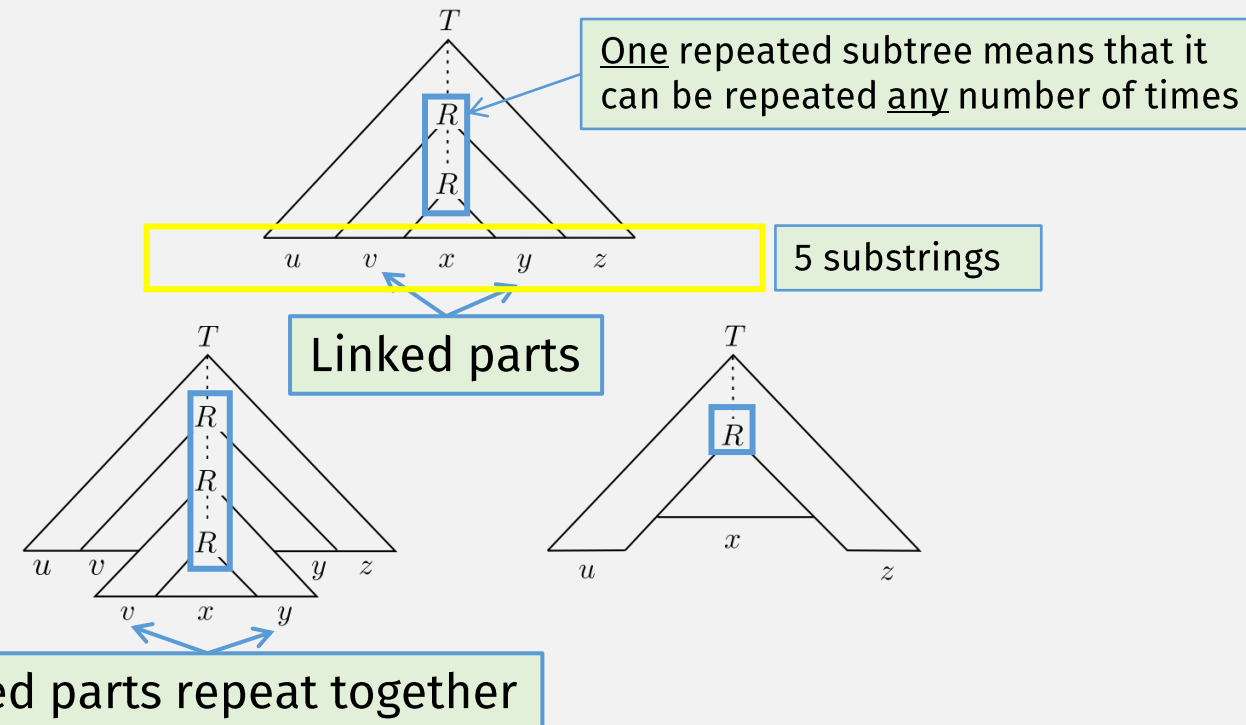 T
One repeated subtree means that it
can be repeated any number of times
R
R
u v x y z
5 substrings
Linked parts
T
R
R
R
u v y z
v x y
T
R
x
u z
ed parts repeat together